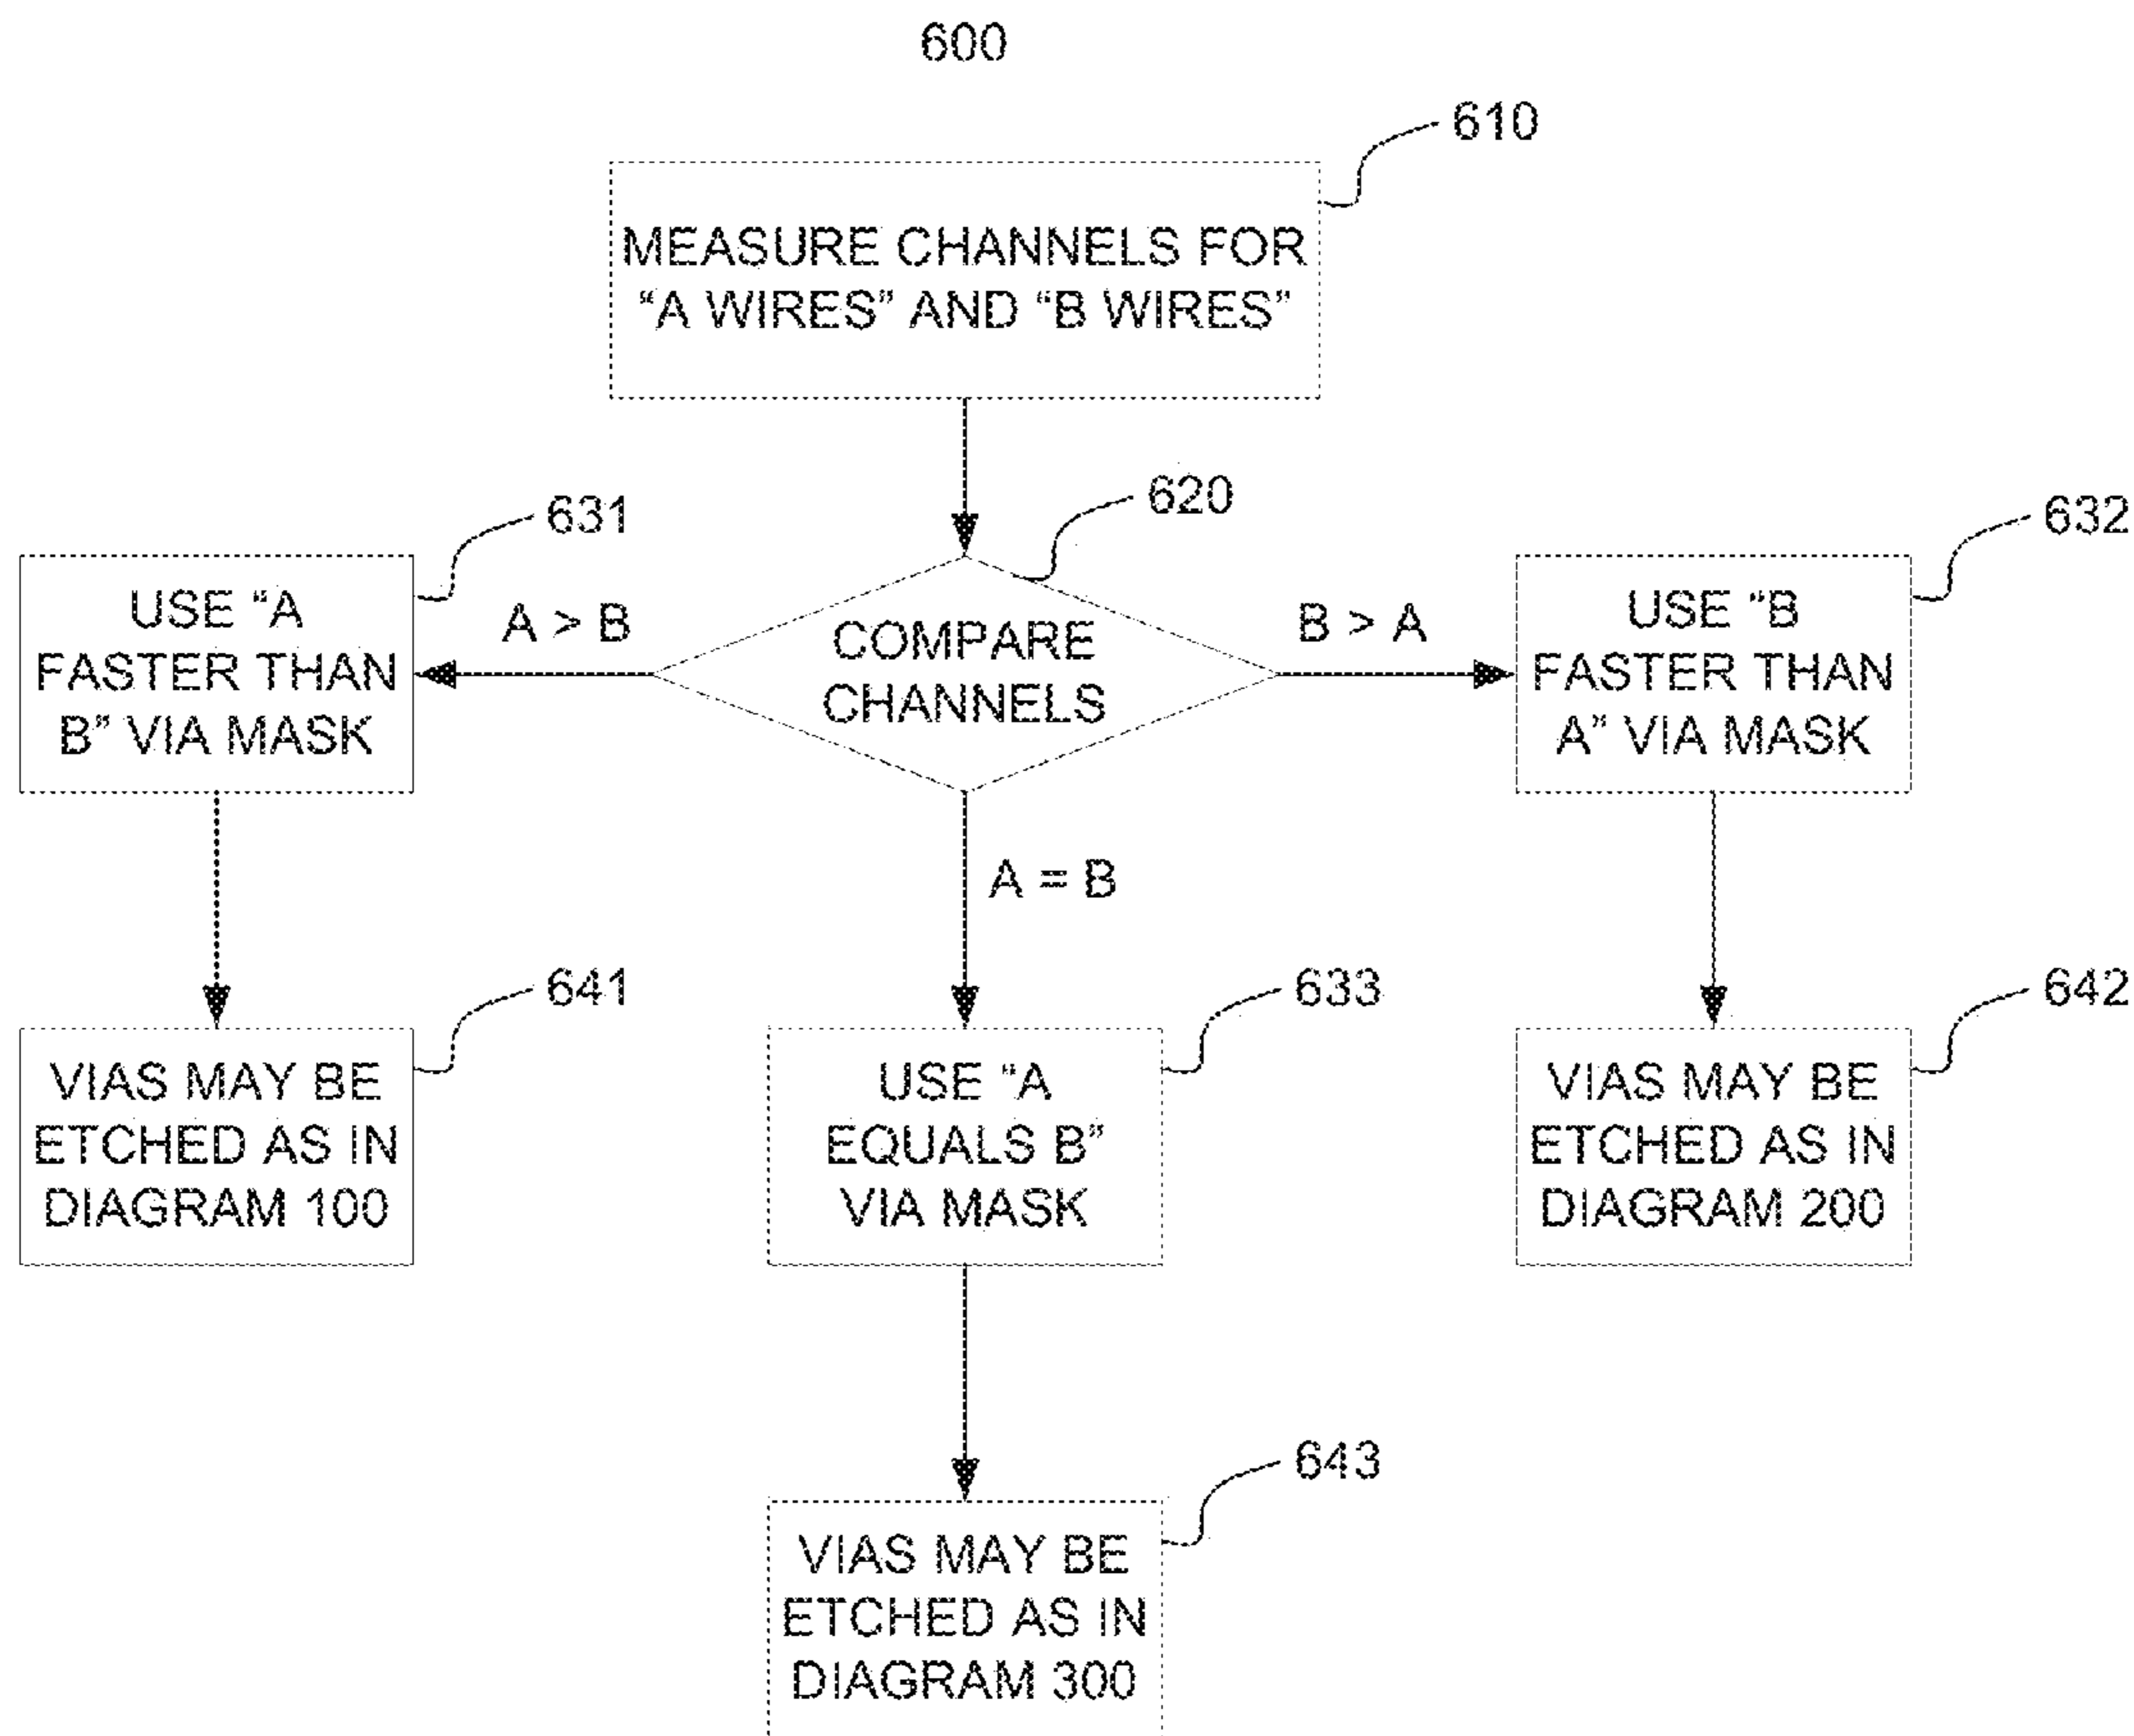 600
610
MEASURE CHANNELS FOR
“A WIRES” AND “B WIRES”
620
631
632
USE “A
FASTER THAN
B” VIA MASK
A > B
COMPARE
CHANNELS
B > A
USE “B
FASTER THAN
A” VIA MASK
A = B
641
633
642
VIAS MAY BE
ETCHED AS IN
DIAGRAM 100
USE “A
EQUALS B”
VIA MASK
VIAS MAY BE
ETCHED AS IN
DIAGRAM 200
643
VIAS MAY BE
ETCHED AS IN
DIAGRAM 300